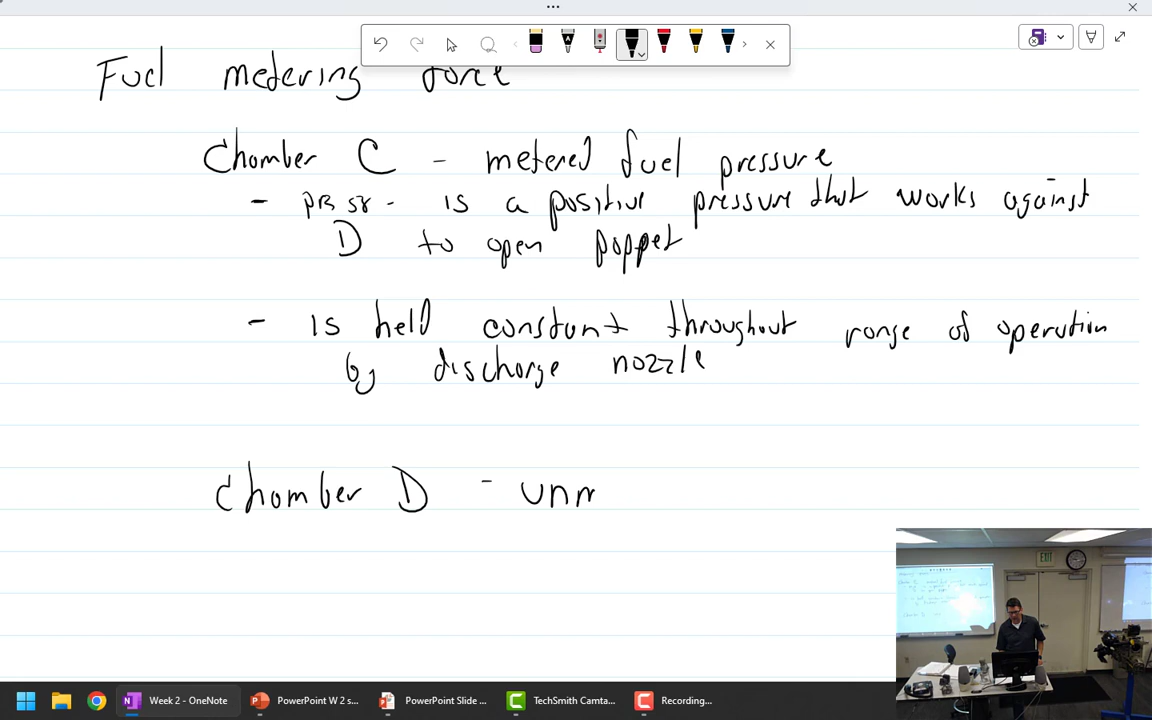 Fuel metering force
Chamber C - metered fuel pressure
- press - is a positive pressure that works against
D to open poppet
- is held constant throughout range of operation
by discharge nozzle
Chamber D - unm
Week 2 - OneNote
PowerPoint W 2 s...
PowerPoint Slide ...
TechSmith Camta...
Recording...
EXIT